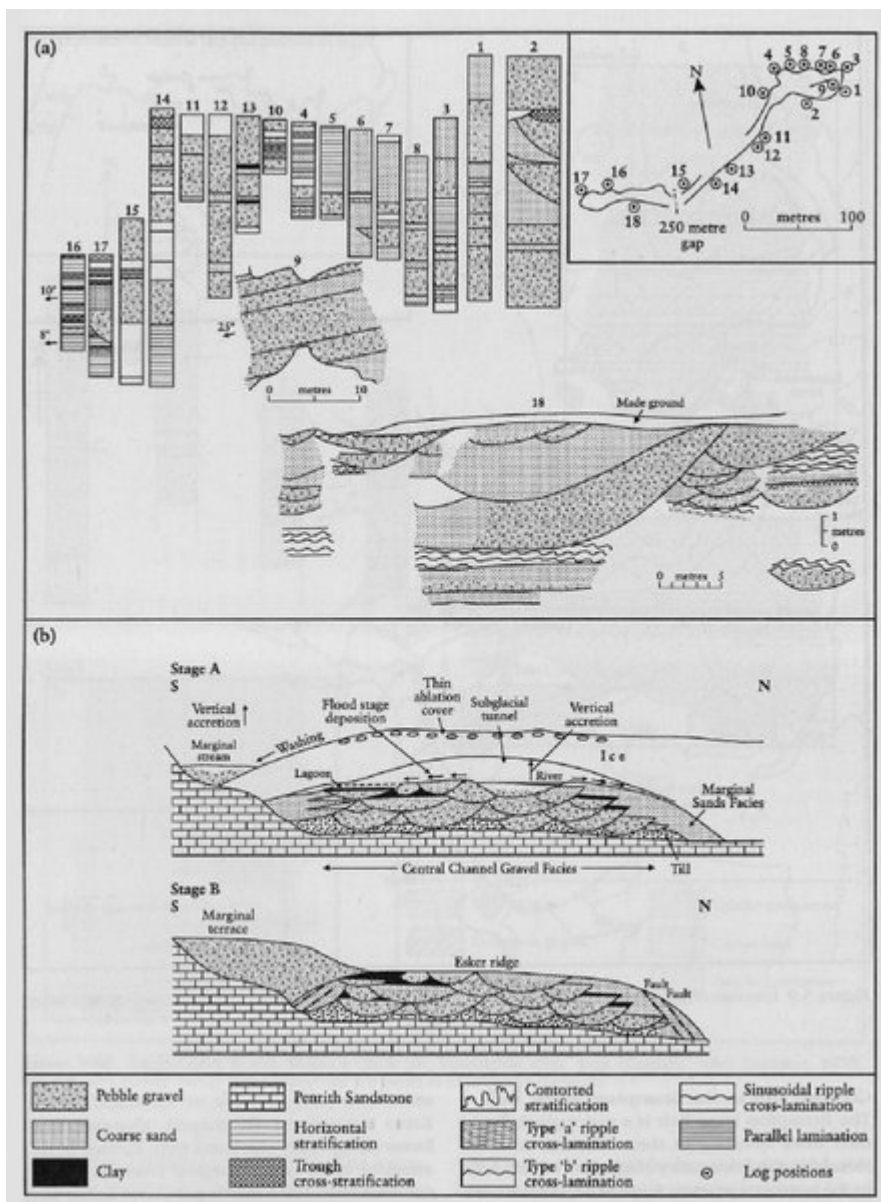 (a)
1
2
3
4
5
6
7
8
9
10
11
12
13
14
15
16
17
10°
8°
25°
0 metres 10
N
4 5 8 7 6 3
10
9
1
2
11
12
13
14
15
16
17
18
250 metre
gap
0 metres 100
18
Made ground
1
metres
0
0 metres 5
(b)
Stage A
S
N
Vertical
accretion
Marginal
stream
Washing
Flood stage
deposition
Thin
ablation
cover
Subglacial
tunnel
Vertical
accretion
Ice
Lagoon
River
Marginal
Sands Facies
Till
Central Channel Gravel Facies
Stage B
S
N
Marginal
terrace
Esker ridge
Fault
Fault
Pebble gravel
Coarse sand
Clay
Penrith Sandstone
Horizontal
stratification
Trough
cross-stratification
Contorted
stratification
Type 'a' ripple
cross-lamination
Type 'b' ripple
cross-lamination
Sinusoidal ripple
cross-lamination
Parallel lamination
Log positions